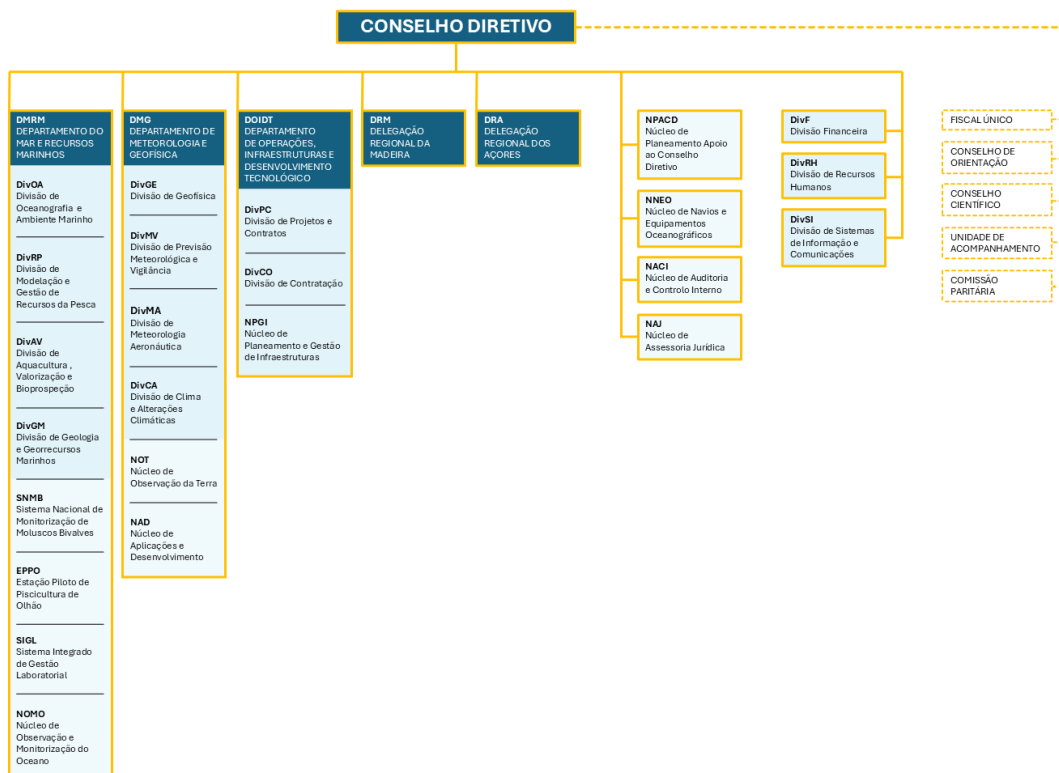 CONSELHO DIRETIVO
DMRM
DEPARTAMENTO DO
MAR E RECURSOS
MARINHOS
DivOA
Divisão de
Oceanografia e
Ambiente Marinho
DivRP
Divisão de
Modelação e
Gestão de
Recursos da Pesca
DivAV
Divisão de
Aquacultura ,
Valorização e
Bioprospeção
DivGM
Divisão de Geologia
e Georrecursos
Marinhos
SNMB
Sistema Nacional de
Monitorização de
Moluscos Bivalves
EPPO
Estação Piloto de
Piscicultura de
Olhão
SIGL
Sistema Integrado
de Gestão
Laboratorial
NOMO
Núcleo de
Observação e
Monitorização do
Oceano
DMG
DEPARTAMENTO DE
METEOROLOGIA E
GEOFÍSICA
DivGE
Divisão de Geofísica
DivMV
Divisão de Previsão
Meteorológica e
Vigilância
DivMA
Divisão de
Meteorologia
Aeronáutica
DivCA
Divisão de Clima
e Alterações
Climáticas
NOT
Núcleo de
Observação da Terra
NAD
Núcleo de
Aplicações e
Desenvolvimento
DOIDT
DEPARTAMENTO
DE OPERAÇÕES,
INFRAESTRUTURAS E
DESENVOLVIMENTO
TECNOLÓGICO
DivPC
Divisão de Projetos e
Contratos
DivCO
Divisão de Contratação
NPGI
Núcleo de
Planeamento e Gestão
de Infraestruturas
DRM
DELEGAÇÃO
REGIONAL DA
MADEIRA
DRA
DELEGAÇÃO
REGIONAL DOS
AÇORES
NPACD
Núcleo de
Planeamento Apoio
ao Conselho
Diretivo
NNEO
Núcleo de Navios e
Equipamentos
Oceanográficos
NACI
Núcleo de Auditoria
e Controlo Interno
NAJ
Núcleo de
Assessoria Jurídica
DivF
Divisão Financeira
DivRH
Divisão de Recursos
Humanos
DivSI
Divisão de Sistemas
de Informação e
Comunicações
FISCAL ÚNICO
CONSELHO DE
ORIENTAÇÃO
CONSELHO
CIENTÍFICO
UNIDADE DE
ACOMPANHAMENTO
COMISSÃO
PARITÁRIA